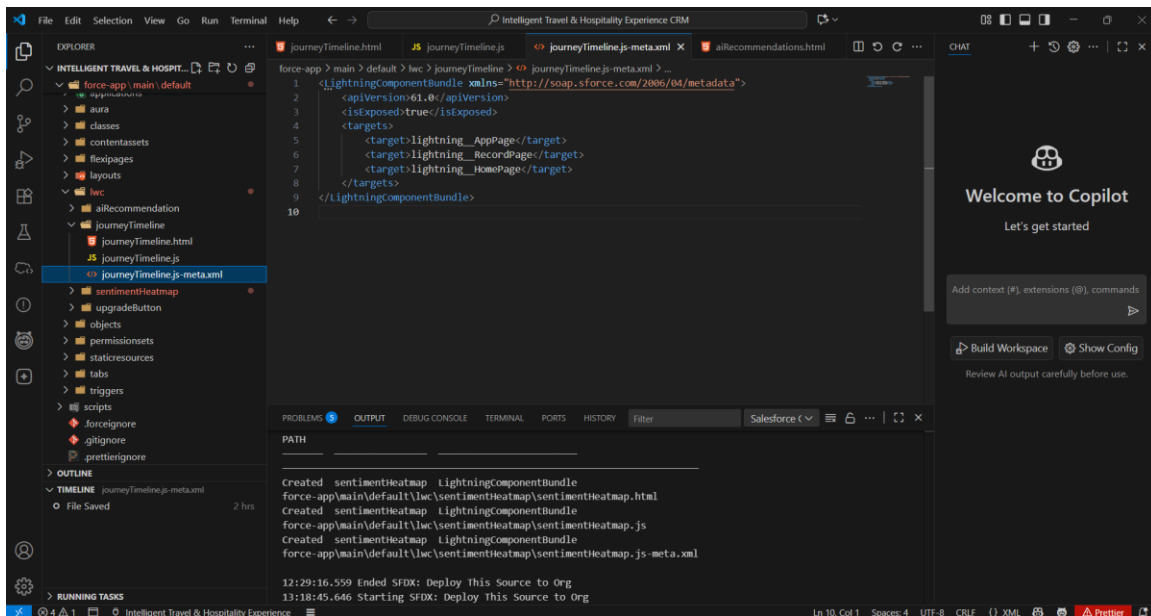 File Edit Selection View Go Run Terminal Help
Intelligent Travel & Hospitality Experience CRM
EXPLORER
INTELLIGENT TRAVEL & HOSPIT...
force-app \ main \ default
applications
aura
classes
contentassets
flexipages
layouts
lwc
aiRecommendation
journeyTimeline
journeyTimeline.html
JS journeyTimeline.js
journeyTimeline.js-meta.xml
sentimentHeatmap
upgradeButton
objects
permissionsets
staticresources
tabs
triggers
scripts
.forceignore
.gitignore
.prettierignore
OUTLINE
TIMELINE journeyTimeline.js-meta.xml
File Saved 2 hrs
RUNNING TASKS
journeyTimeline.html JS journeyTimeline.js journeyTimeline.js-meta.xml aiRecommendations.html
force-app > main > default > lwc > journeyTimeline > journeyTimeline.js-meta.xml > ...
1 <LightningComponentBundle xmlns="http://soap.sforce.com/2006/04/metadata">
2 <apiVersion>61.0</apiVersion>
3 <isExposed>true</isExposed>
4 <targets>
5 <target>lightning__AppPage</target>
6 <target>lightning__RecordPage</target>
7 <target>lightning__HomePage</target>
8 </targets>
9 </LightningComponentBundle>
10
PROBLEMS 5 OUTPUT DEBUG CONSOLE TERMINAL PORTS HISTORY Filter
PATH
Created sentimentHeatmap LightningComponentBundle
force-app\main\default\lwc\sentimentHeatmap\sentimentHeatmap.html
Created sentimentHeatmap LightningComponentBundle
force-app\main\default\lwc\sentimentHeatmap\sentimentHeatmap.js
Created sentimentHeatmap LightningComponentBundle
force-app\main\default\lwc\sentimentHeatmap\sentimentHeatmap.js-meta.xml
12:29:16.559 Ended SFDX: Deploy This Source to Org
13:18:45.646 Starting SFDX: Deploy This Source to Org
CHAT
Welcome to Copilot
Let's get started
Add context (#), extensions (@), commands
Build Workspace Show Config
Review AI output carefully before use.
4 1 Intelligent Travel & Hospitality Experience
Ln 10, Col 1 Spaces: 4 UTF-8 CRLF {} XML Prettier